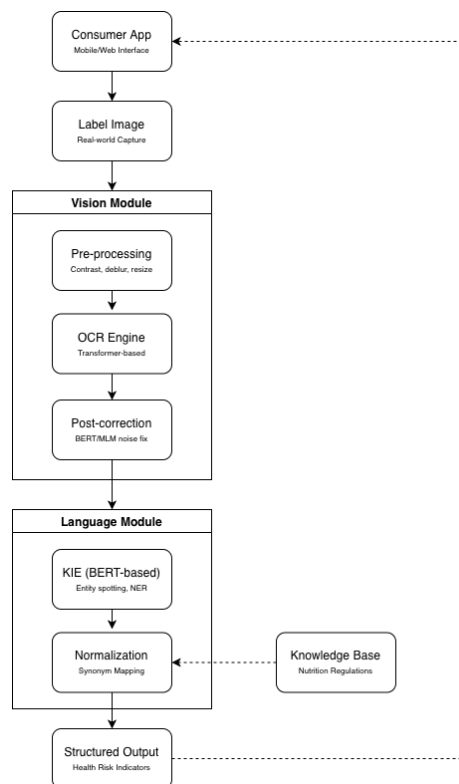 Consumer App
Mobile/Web Interface
Label Image
Real-world Capture
Vision Module
Pre-processing
Contrast, deblur, resize
OCR Engine
Transformer-based
Post-correction
BERT/MLM noise fix
Language Module
KIE (BERT-based)
Entity spotting, NER
Normalization
Synonym Mapping
Knowledge Base
Nutrition Regulations
Structured Output
Health Risk Indicators